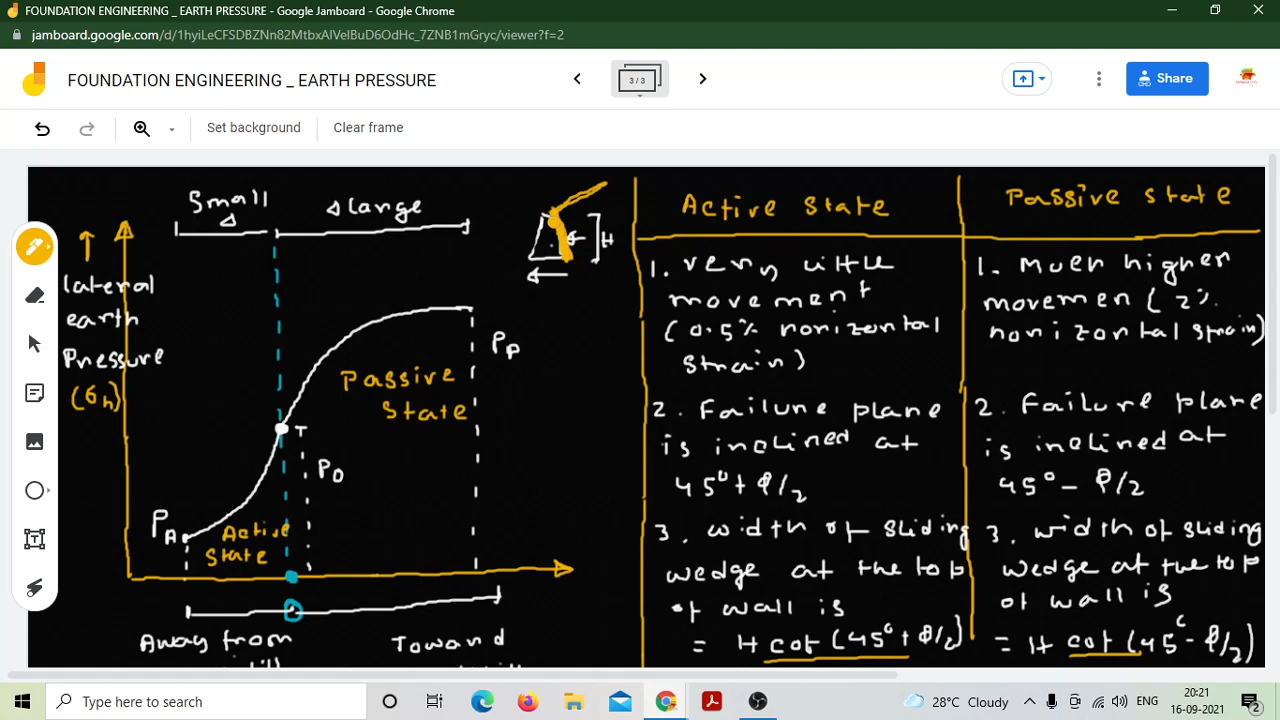 FOUNDATION ENGINEERING _ EARTH PRESSURE - Google Jamboard - Google Chrome
jamboard.google.com/d/1hyiLeCFSDBZNn82MtbxAlVelBuD6OdHc_7ZNB1mGryc/viewer?f=2
FOUNDATION ENGINEERING _ EARTH PRESSURE
3 / 3
Share
Set background
Clear frame
Small
Δ
Δ large
H
lateral
earth
Pressure
(σh)
Passive
State
Pp
P0
PA
Active
State
Away from
Toward
Active State
1. very little
movement
(0.5% horizontal
strain)
2. Failure plane
is inclined at
45° + φ/2
3. width of sliding
wedge at the top
of wall is
= H cot (45° + φ/2)
Passive State
1. Much higher
movement (2%
horizontal strain)
2. Failure plane
is inclined at
45° - φ/2
3. width of sliding
wedge at the top
of wall is
= H cot (45° - φ/2)
Type here to search
28°C Cloudy
ENG
20:21
16-09-2021
2